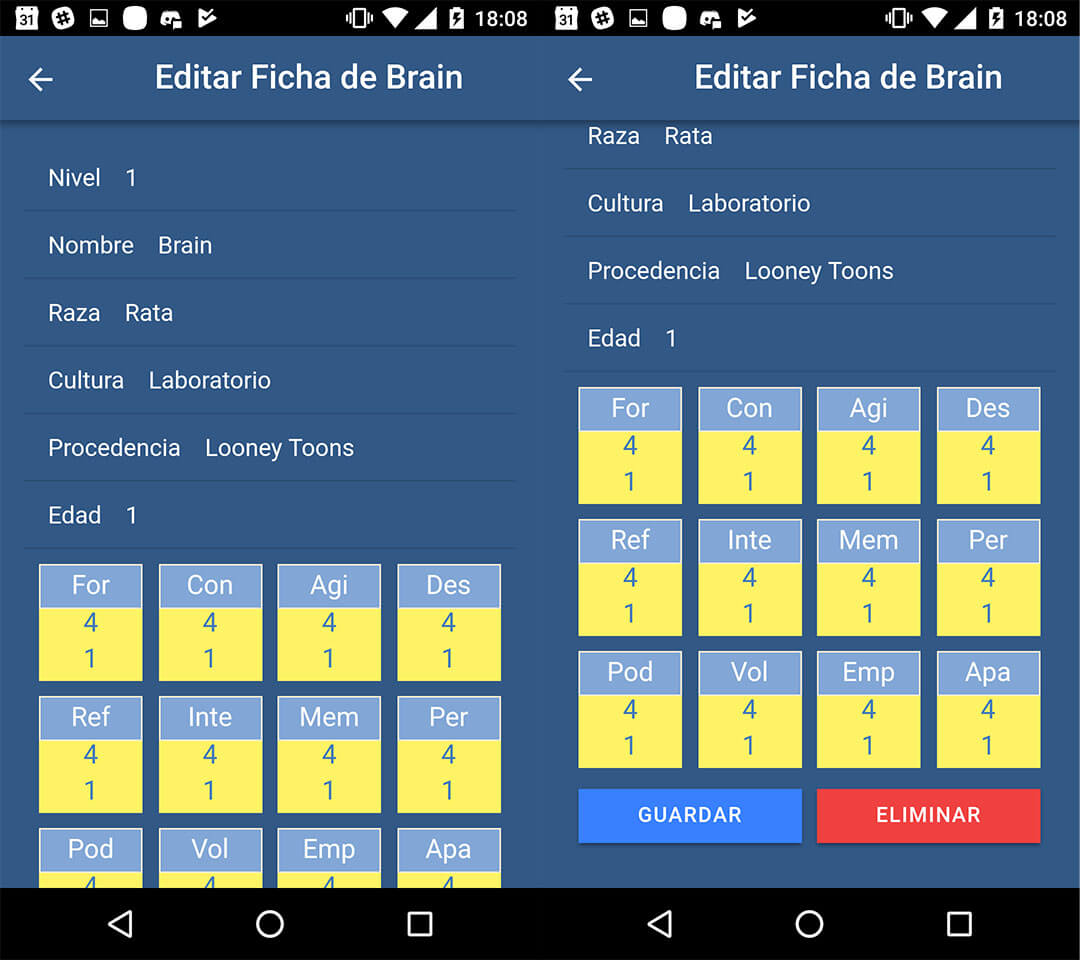 31 18:08
Editar Ficha de Brain
Nivel 1
Nombre Brain
Raza Rata
Cultura Laboratorio
Procedencia Looney Toons
Edad 1
For Con Agi Des
4 4 4 4
1 1 1 1
Ref Inte Mem Per
4 4 4 4
1 1 1 1
Pod Vol Emp Apa
4 4 4 4
31 18:08
Editar Ficha de Brain
Raza Rata
Cultura Laboratorio
Procedencia Looney Toons
Edad 1
For Con Agi Des
4 4 4 4
1 1 1 1
Ref Inte Mem Per
4 4 4 4
1 1 1 1
Pod Vol Emp Apa
4 4 4 4
1 1 1 1
GUARDAR ELIMINAR